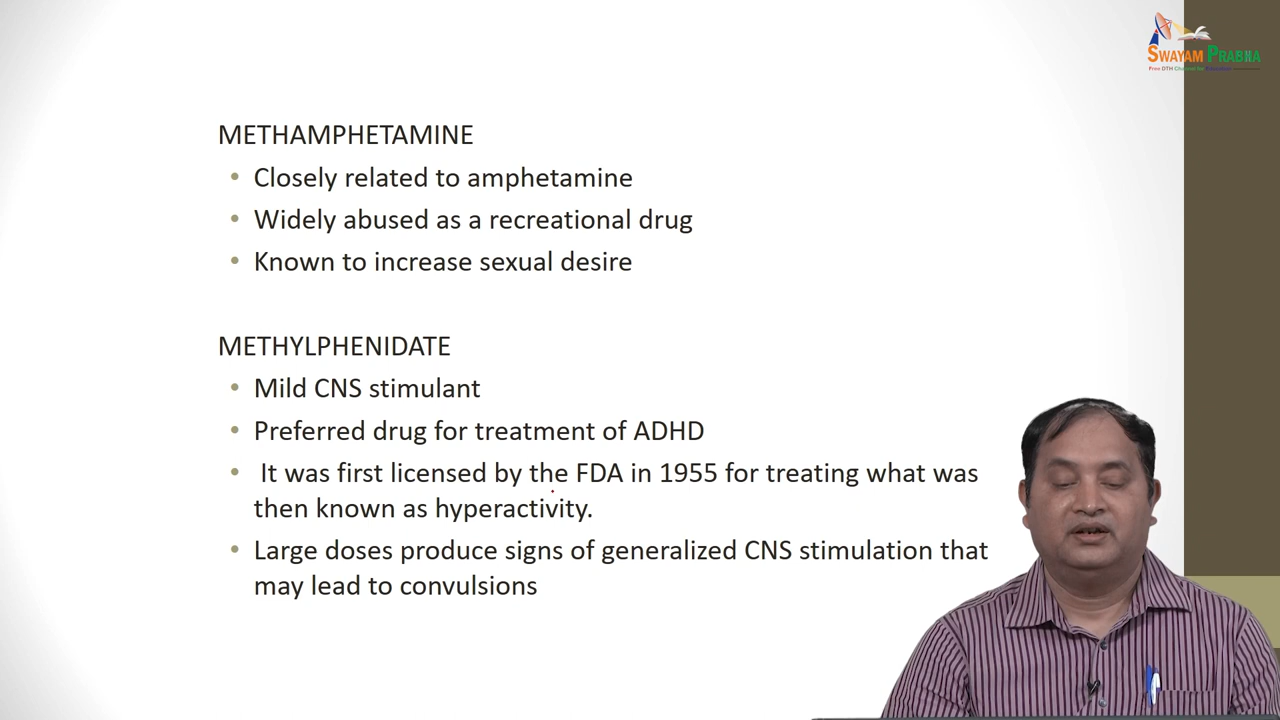 SWAYAM PRABHA
METHAMPHETAMINE
• Closely related to amphetamine
• Widely abused as a recreational drug
• Known to increase sexual desire
METHYLPHENIDATE
• Mild CNS stimulant
• Preferred drug for treatment of ADHD
• It was first licensed by the FDA in 1955 for treating what was
then known as hyperactivity.
• Large doses produce signs of generalized CNS stimulation that
may lead to convulsions